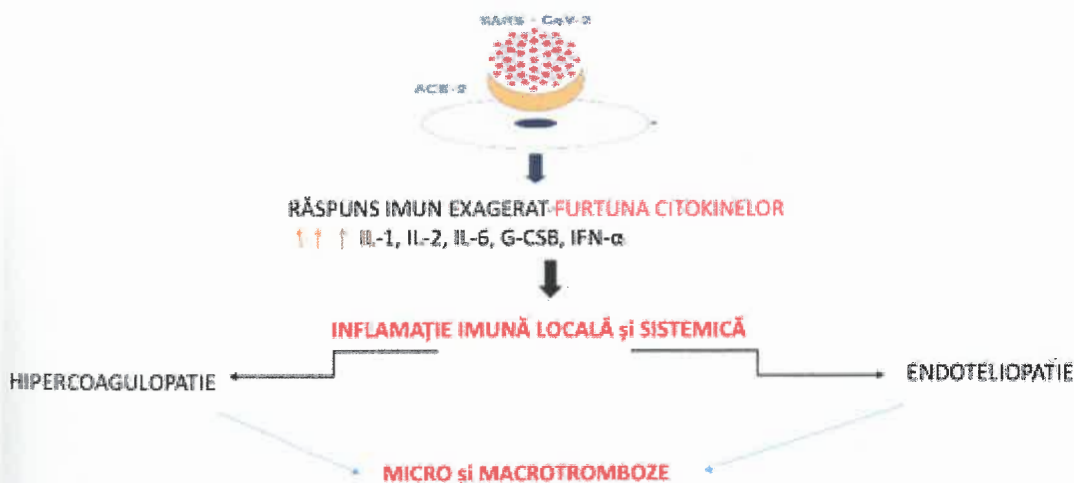 SARS - CoV-2
ACE-2
RĂSPUNS IMUN EXAGERAT-FURTUNA CITOKINELOR
↑ ↑ ↑ IL-1, IL-2, IL-6, G-CSB, IFN-α
INFLAMAȚIE IMUNĂ LOCALĂ și SISTEMICĂ
HIPERCOAGULOPATIE
ENDOTELIOPATIE
MICRO și MACROTROMBOZE